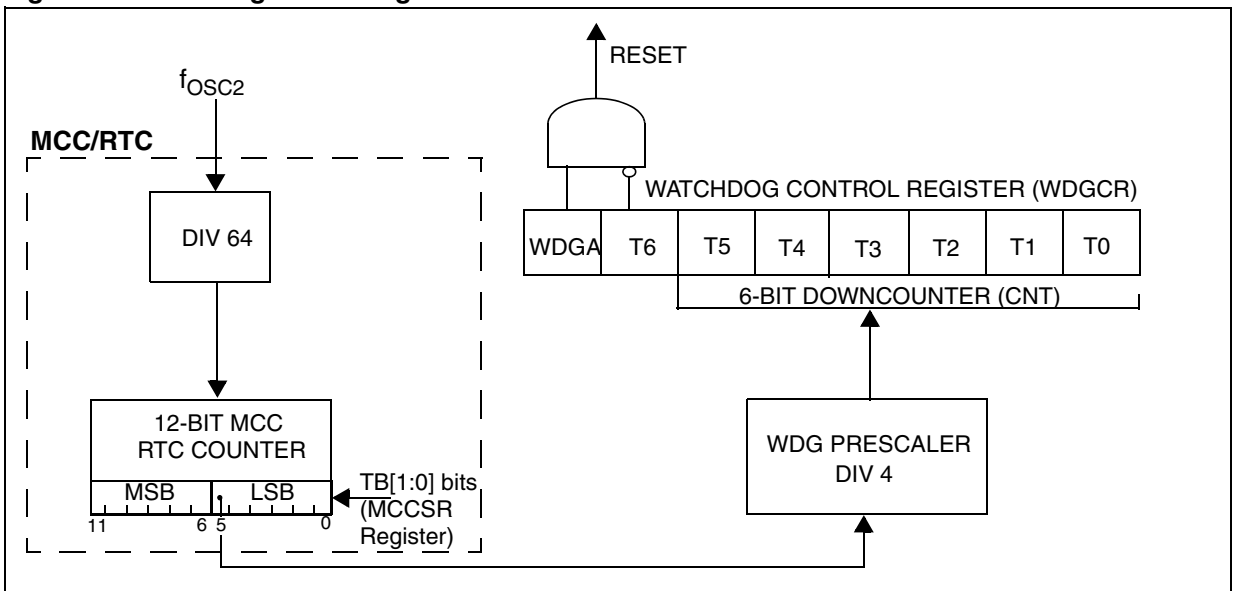 RESET
fOSC2
MCC/RTC
DIV 64
WATCHDOG CONTROL REGISTER (WDGCR)
WDGA T6 T5 T4 T3 T2 T1 T0
6-BIT DOWNCOUNTER (CNT)
12-BIT MCC
RTC COUNTER
MSB LSB
11 6 5 0
TB[1:0] bits
(MCCSR
Register)
WDG PRESCALER
DIV 4